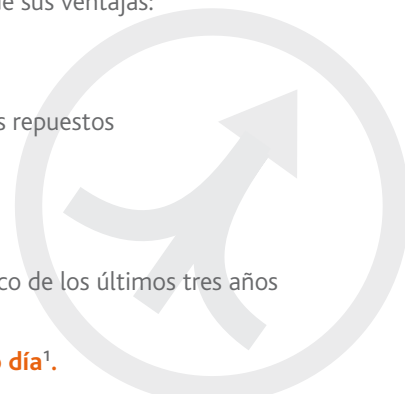 de sus ventajas:
s repuestos
co de los últimos tres años
día¹.